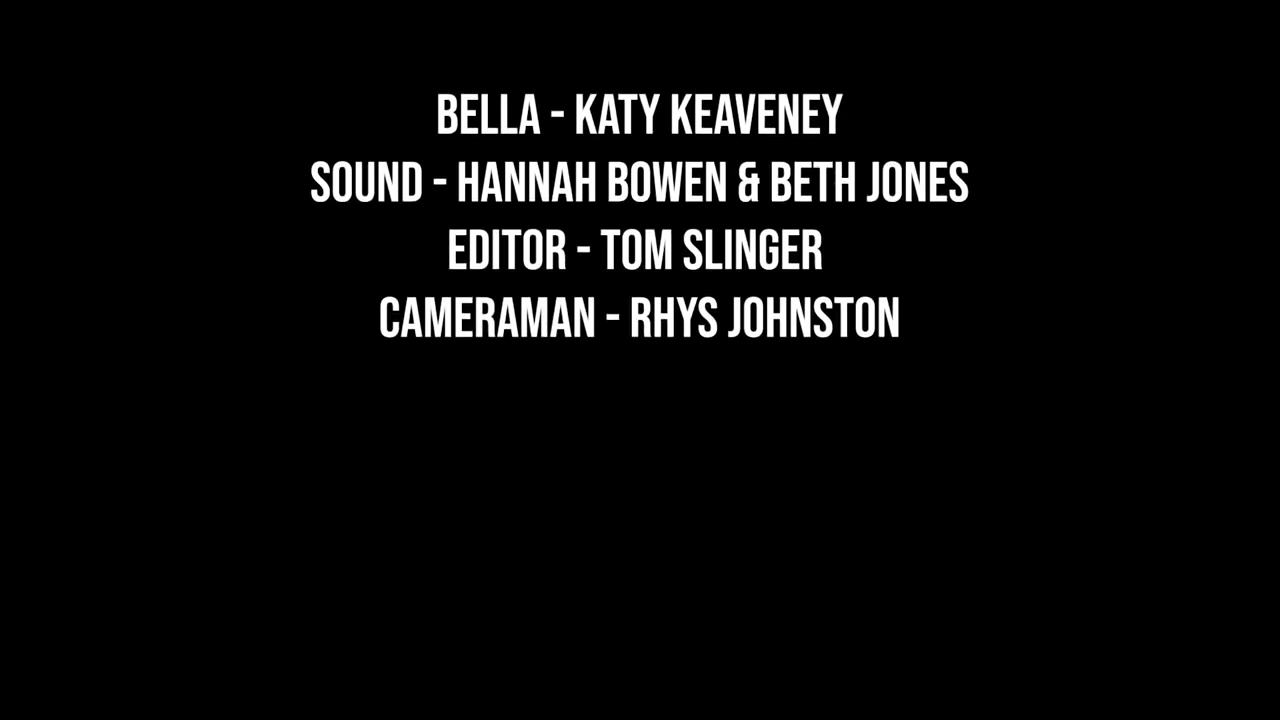 BELLA - KATY KEAVENEY
SOUND - HANNAH BOWEN & BETH JONES
EDITOR - TOM SLINGER
CAMERAMAN - RHYS JOHNSTON